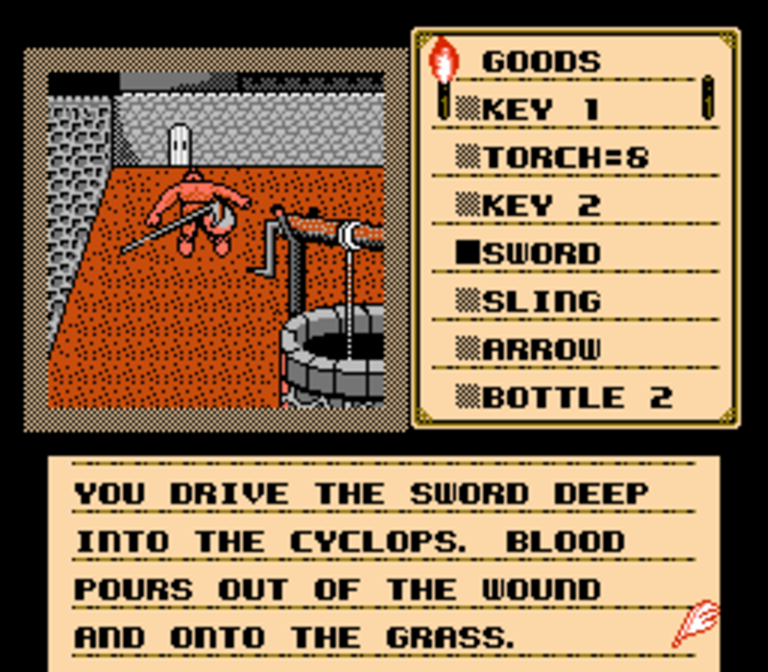 GOODS
KEY 1
TORCH=8
KEY 2
SWORD
SLING
ARROW
BOTTLE 2
YOU DRIVE THE SWORD DEEP
INTO THE CYCLOPS. BLOOD
POURS OUT OF THE WOUND
AND ONTO THE GRASS.